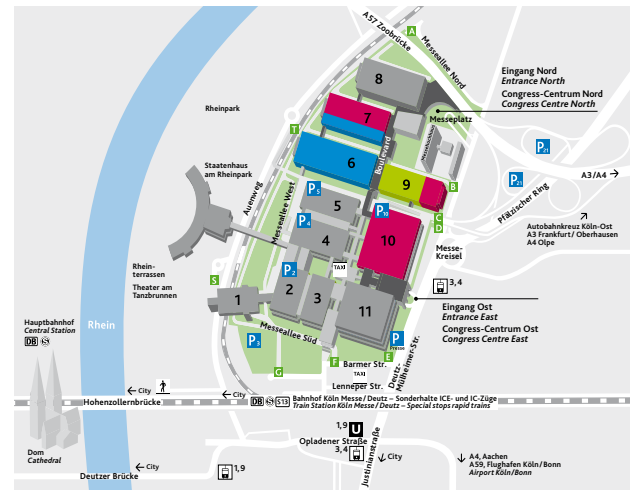 A57 Zoobrücke
A
Messeallee Nord
8
Eingang Nord
Entrance North
Congress-Centrum Nord
Congress Centre North
Messeplatz
Rheinpark
7
T
Boulevard
Messehochhaus
P21
Staatenhaus
am Rheinpark
6
9
B
P21
A3/A4
P5
Auenweg
Messeallee West
5
P10
C
D
Pfälzischer Ring
P4
4
10
Messe-
Kreisel
Autobahnkreuz Köln-Ost
A3 Frankfurt / Oberhausen
A4 Olpe
Rhein-
terrassen
Theater am
Tanzbrunnen
P2
TAXI
S
3,4
1
2
3
11
Eingang Ost
Entrance East
Congress-Centrum Ost
Congress Centre East
Rhein
Hauptbahnhof
Central Station
DB S
Messeallee Süd
P3
P
Presse
F
E
G
Barmer Str.
TAXI
Lenneper Str.
Deutz-
Mülheimer-Str.
City
City
Hohenzollernbrücke
DB S S13 Bahnhof Köln Messe / Deutz – Sonderhalte ICE- und IC-Züge
Train Station Köln Messe / Deutz – Special stops rapid trains
1,9 U
Opladener Straße
3,4
Justinianstraße
City
Dom
Cathedral
City
1,9
Deutzer Brücke
A4, Aachen
A59, Flughafen Köln/Bonn
Airport Köln/Bonn